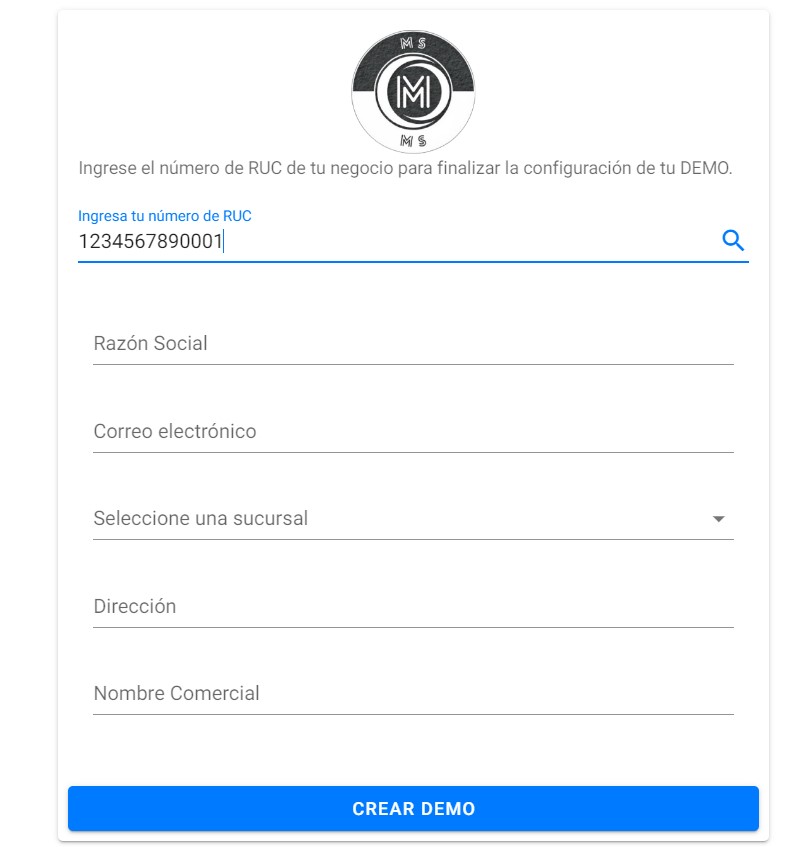 M S
M
M S
Ingrese el número de RUC de tu negocio para finalizar la configuración de tu DEMO.
Ingresa tu número de RUC
1234567890001
Razón Social
Correo electrónico
Seleccione una sucursal
Dirección
Nombre Comercial
CREAR DEMO